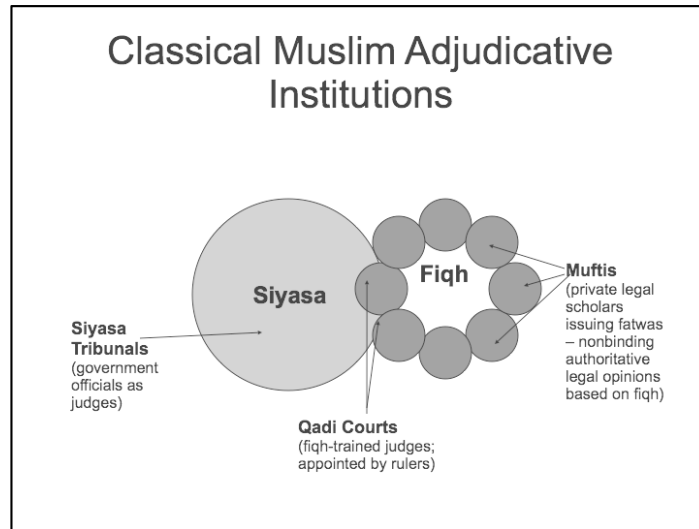 Classical Muslim Adjudicative
Institutions
Siyasa
Fiqh
Siyasa
Tribunals
(government
officials as
judges)
Qadi Courts
(fiqh-trained judges;
appointed by rulers)
Muftis
(private legal
scholars
issuing fatwas
– nonbinding
authoritative
legal opinions
based on fiqh)